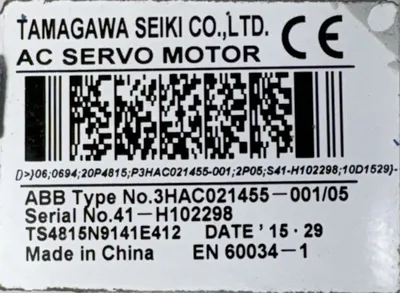 TAMAGAWA SEIKI CO.,LTD.
AC SERVO MOTOR
CE
[)>}06;0694;20P4815;P3HAC021455-001;2P05;S41-H102298;10D1529}-
ABB Type No.3HAC021455-001/05
Serial No.41-H102298
TS4815N9141E412 DATE '15・29
Made in China EN 60034-1